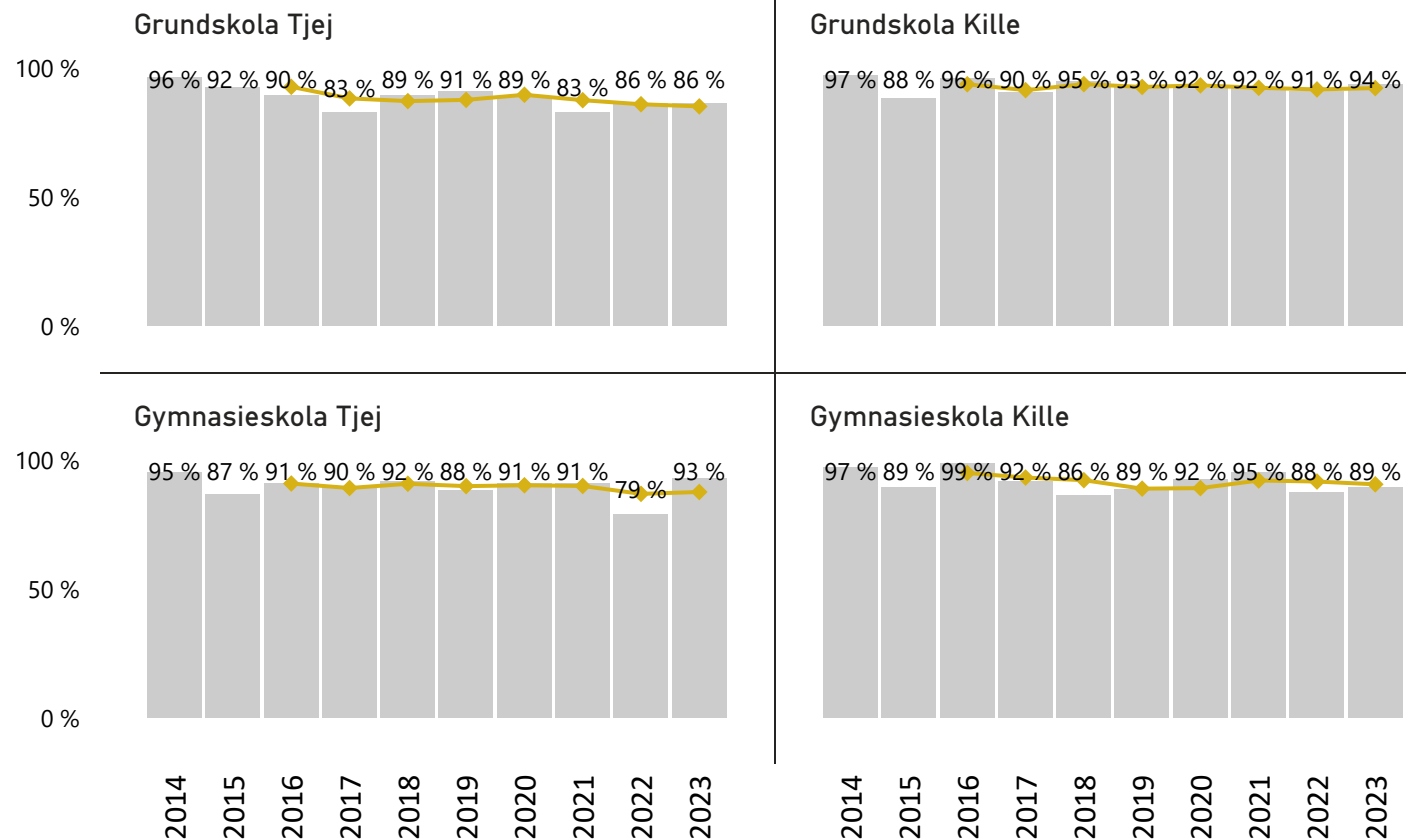 Grundskola Tjej
100 %
50 %
0 %
96 % 92 % 90 % 83 % 89 % 91 % 89 % 83 % 86 % 86 %
Grundskola Kille
97 % 88 % 96 % 90 % 95 % 93 % 92 % 92 % 91 % 94 %
Gymnasieskola Tjej
100 %
50 %
0 %
95 % 87 % 91 % 90 % 92 % 88 % 91 % 91 % 79 % 93 %
Gymnasieskola Kille
97 % 89 % 99 % 92 % 86 % 89 % 92 % 95 % 88 % 89 %
2014 2015 2016 2017 2018 2019 2020 2021 2022 2023
2014 2015 2016 2017 2018 2019 2020 2021 2022 2023